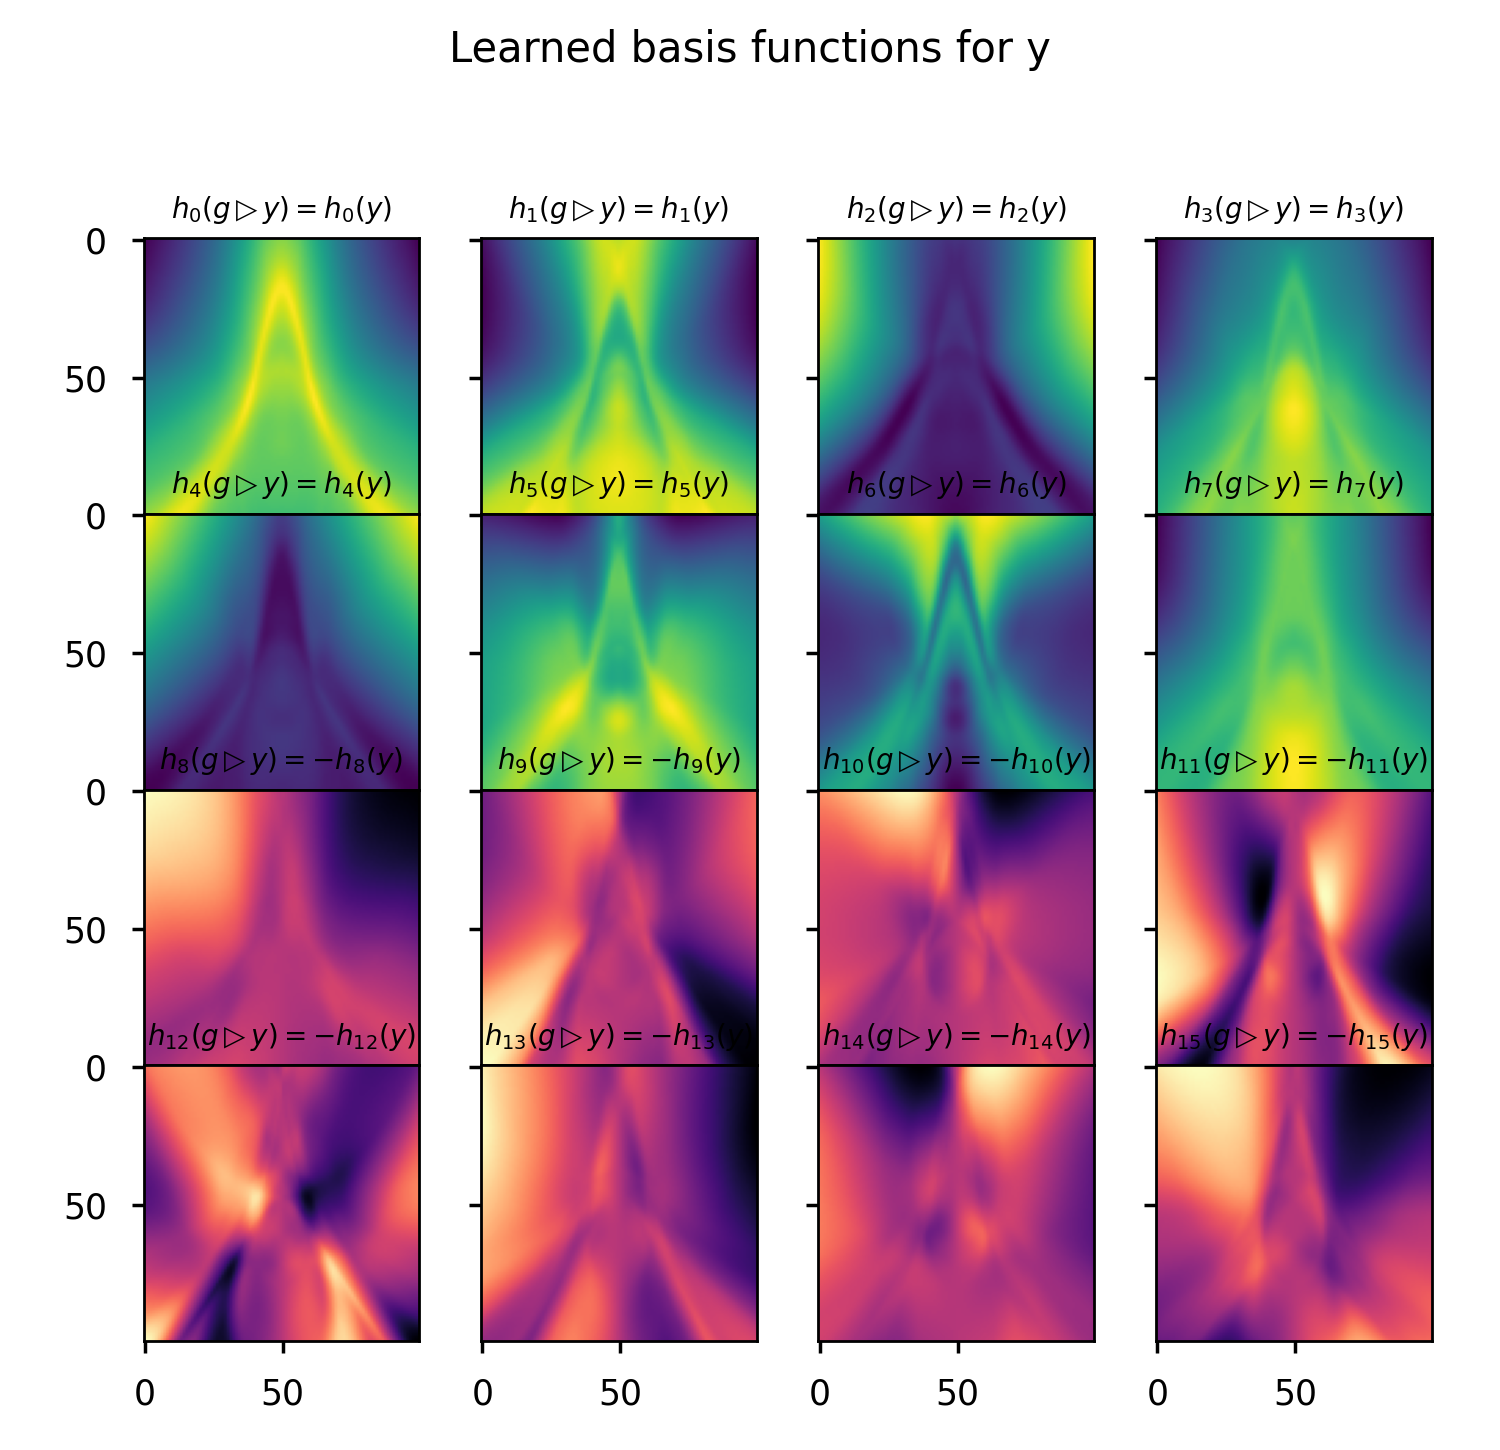 Learned basis functions for y
h₀(g ▷ y) = h₀(y) h₁(g ▷ y) = h₁(y) h₂(g ▷ y) = h₂(y) h₃(g ▷ y) = h₃(y)
0
50
h₄(g ▷ y) = h₄(y) h₅(g ▷ y) = h₅(y) h₆(g ▷ y) = h₆(y) h₇(g ▷ y) = h₇(y)
0
50
h₈(g ▷ y) = −h₈(y) h₉(g ▷ y) = −h₉(y) h₁₀(g ▷ y) = −h₁₀(y) h₁₁(g ▷ y) = −h₁₁(y)
0
50
h₁₂(g ▷ y) = −h₁₂(y) h₁₃(g ▷ y) = −h₁₃(y) h₁₄(g ▷ y) = −h₁₄(y) h₁₅(g ▷ y) = −h₁₅(y)
0
50
0 50 0 50 0 50 0 50